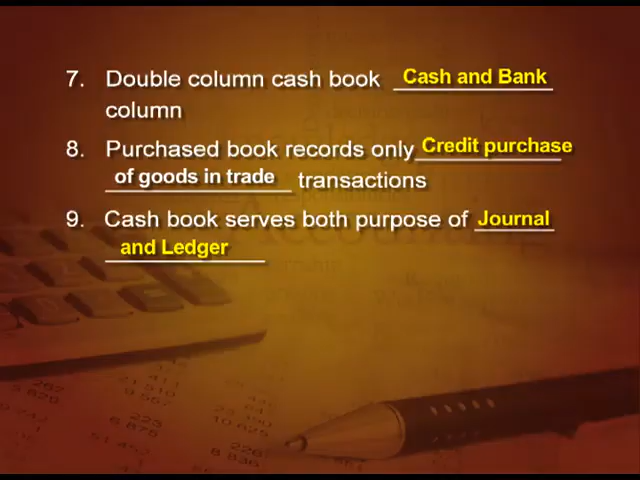 7. Double column cash book Cash and Bank
column
8. Purchased book records only Credit purchase
of goods in trade transactions
9. Cash book serves both purpose of Journal
and Ledger